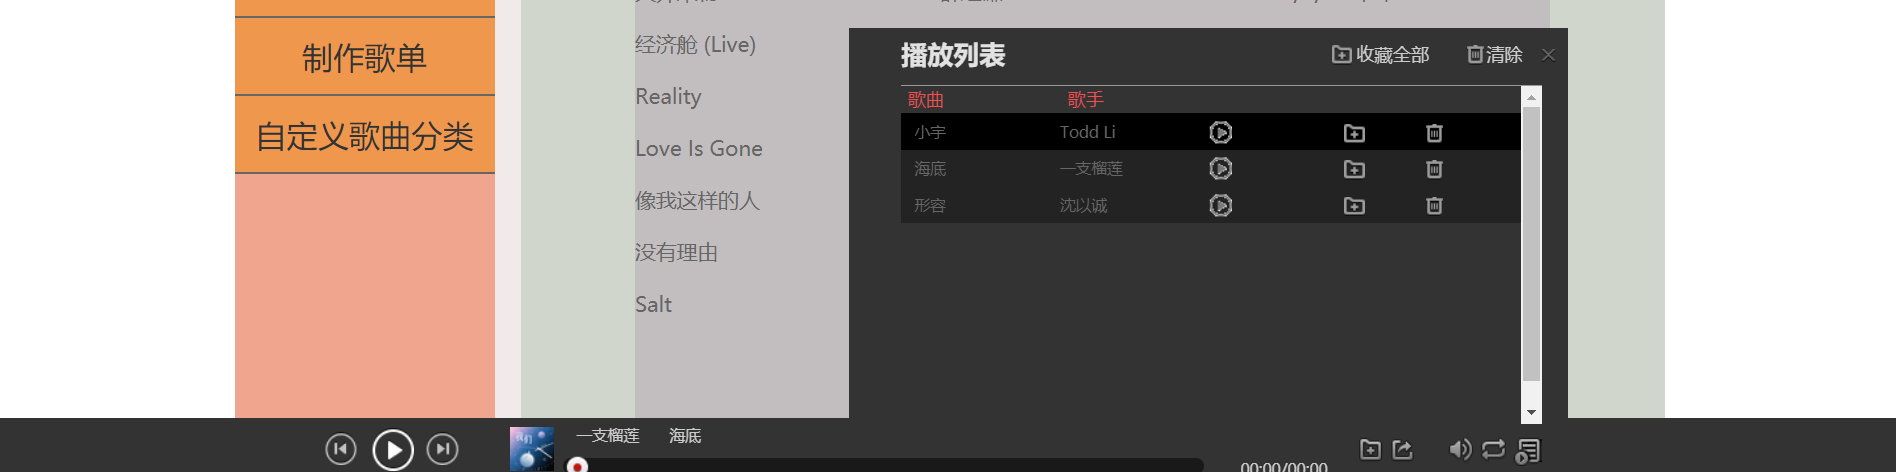 制作歌单
自定义歌曲分类
经济舱 (Live)
Reality
Love Is Gone
像我这样的人
没有理由
Salt
播放列表
收藏全部
清除
歌曲 歌手
小宇 Todd Li
海底 一支榴莲
形容 沈以诚
一支榴莲 海底
00:00/00:00